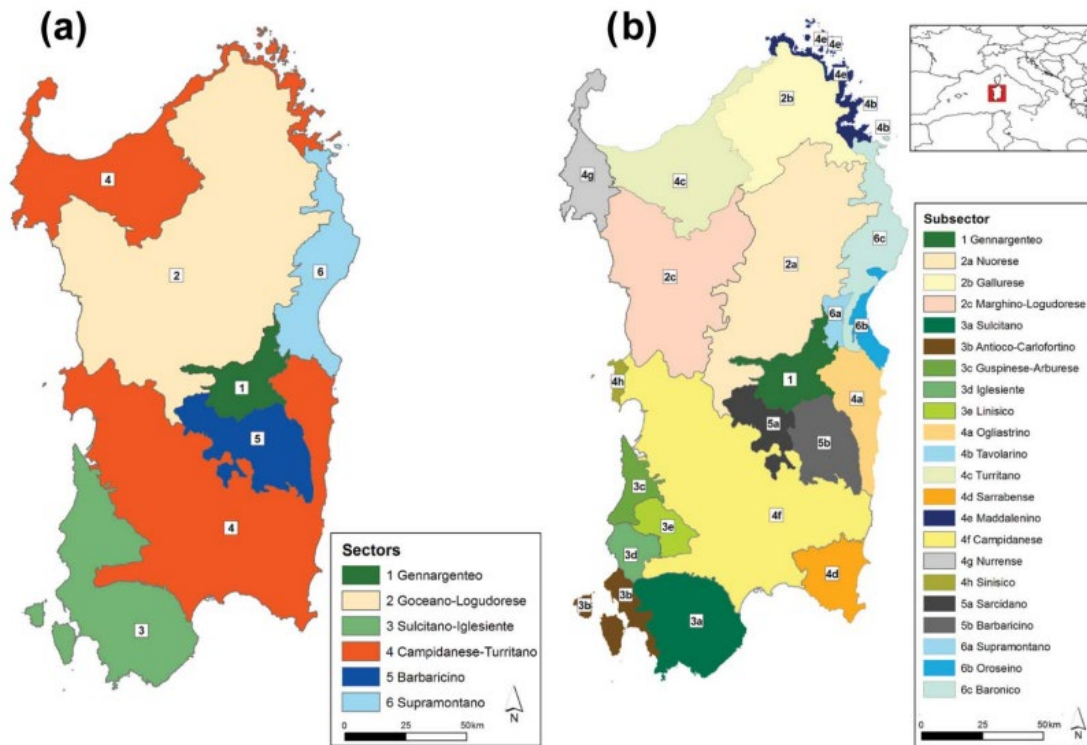 (a)
4
2
6
1
5
4
3
Sectors
1 Gennargenteo
2 Goceano-Logudorese
3 Sulcitano-Iglesiente
4 Campidanese-Turritano
5 Barbaricino
6 Supramontano
0 25 50km
N
(b)
4e
4e
4e
2b
4b
4b
4g
4c
6c
2c
2a
6a
6b
1
4h
4a
5a
5b
3c
4f
3e
3d
4d
3b
3b
3a
Subsector
1 Gennargenteo
2a Nuorese
2b Gallurese
2c Marghino-Logudorese
3a Sulcitano
3b Antioco-Carlofortino
3c Guspinese-Arburese
3d Iglesiente
3e Linisico
4a Ogliastrino
4b Tavolarino
4c Turritano
4d Sarrabense
4e Maddalenino
4f Campidanese
4g Nurrense
4h Sinisico
5a Sarcidano
5b Barbaricino
6a Supramontano
6b Oroseino
6c Baronico
0 25 50km
N